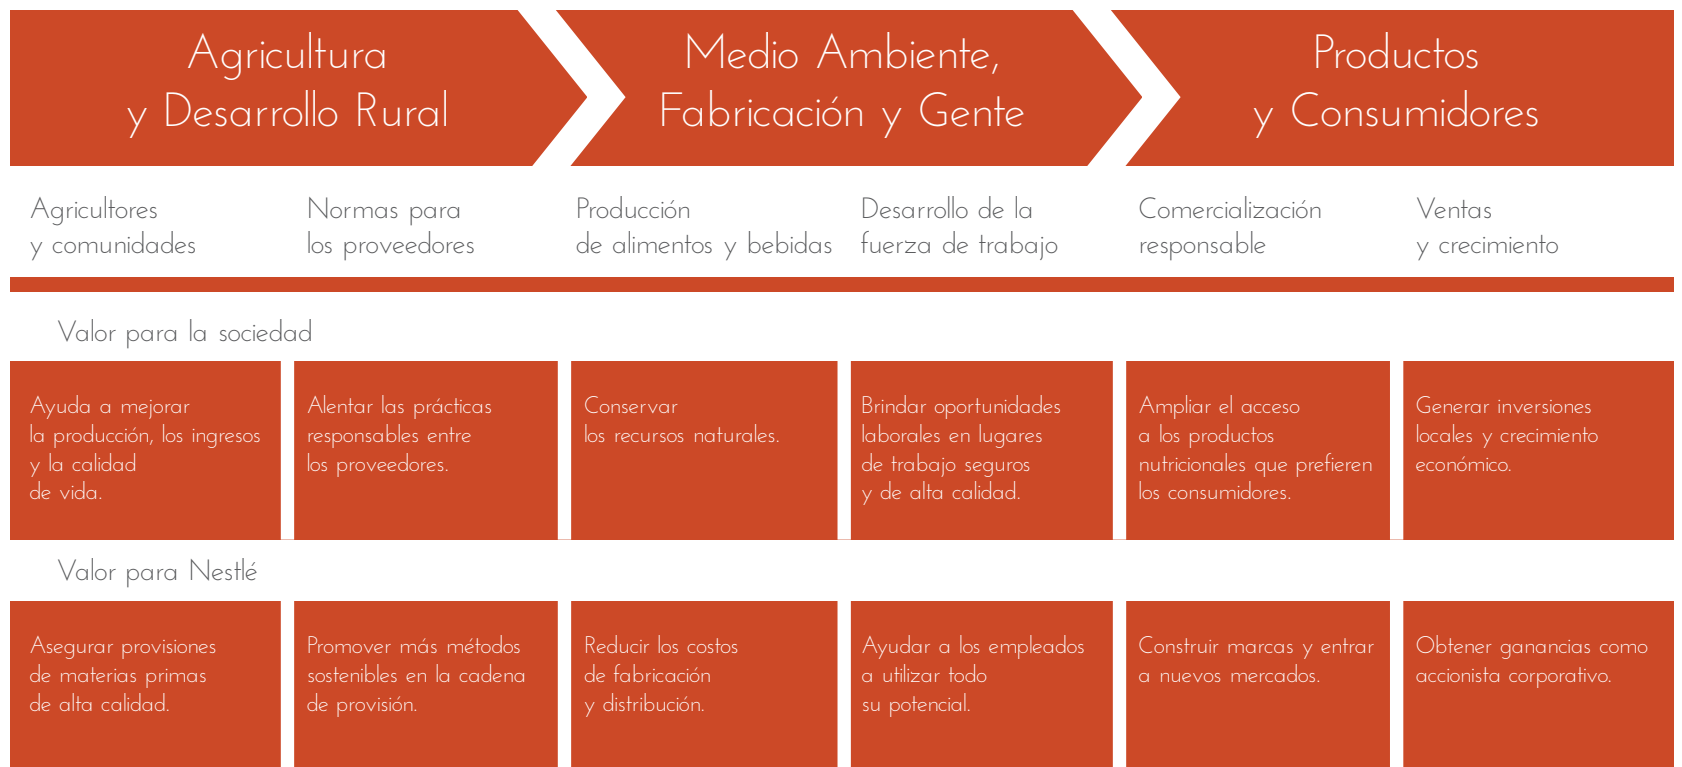 Agricultura
y Desarrollo Rural
Medio Ambiente,
Fabricación y Gente
Productos
y Consumidores
Agricultores
y comunidades
Normas para
los proveedores
Producción
de alimentos y bebidas
Desarrollo de la
fuerza de trabajo
Comercialización
responsable
Ventas
y crecimiento
Valor para la sociedad
Ayuda a mejorar
la producción, los ingresos
y la calidad
de vida.
Alentar las prácticas
responsables entre
los proveedores.
Conservar
los recursos naturales.
Brindar oportunidades
laborales en lugares
de trabajo seguros
y de alta calidad.
Ampliar el acceso
a los productos
nutricionales que prefieren
los consumidores.
Generar inversiones
locales y crecimiento
económico.
Valor para Nestlé
Asegurar provisiones
de materias primas
de alta calidad.
Promover más métodos
sostenibles en la cadena
de provisión.
Reducir los costos
de fabricación
y distribución.
Ayudar a los empleados
a utilizar todo
su potencial.
Construir marcas y entrar
a nuevos mercados.
Obtener ganancias como
accionista corporativo.